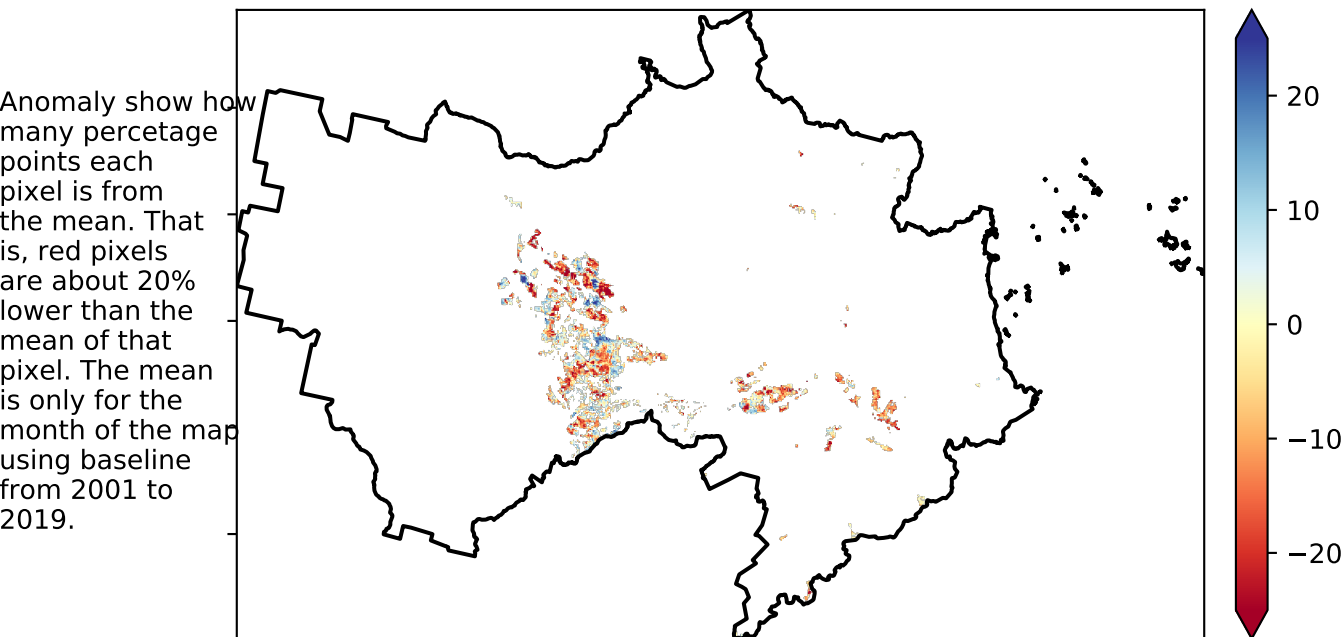 Anomaly show how
many percetage
points each
pixel is from
the mean. That
is, red pixels
are about 20%
lower than the
mean of that
pixel. The mean
is only for the
month of the map
using baseline
from 2001 to
2019.
20
10
0
−10
−20